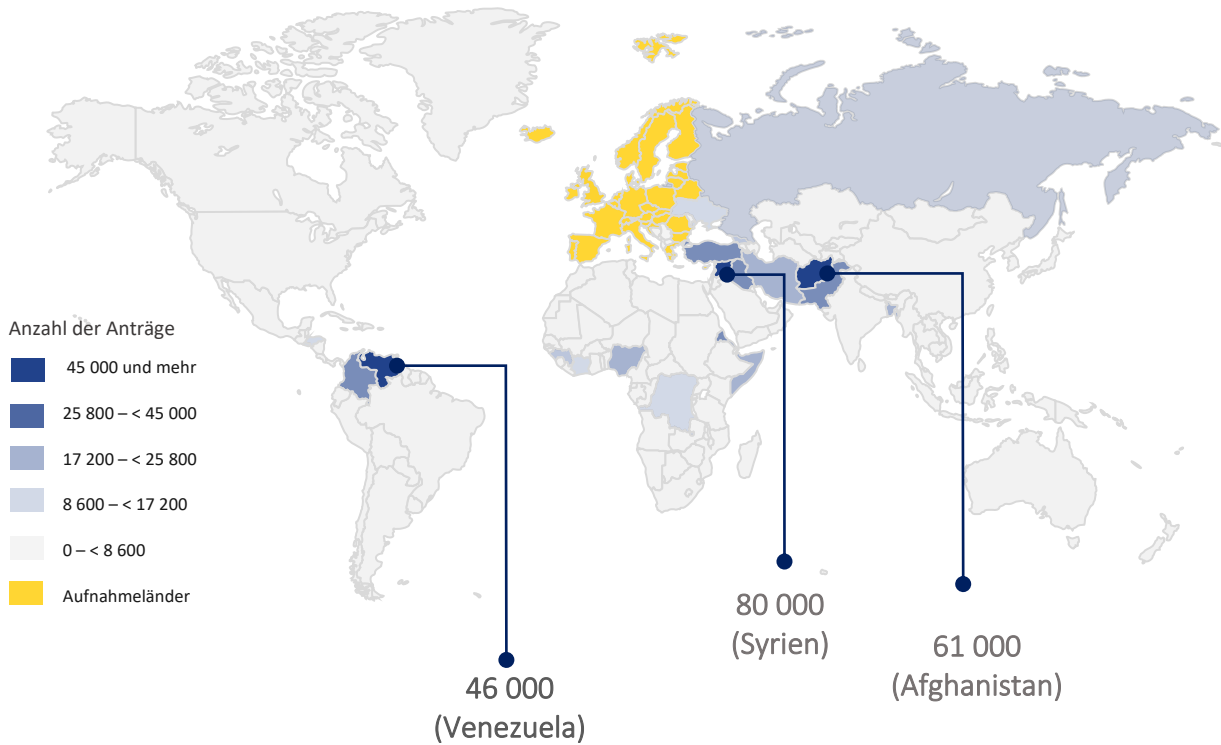 Anzahl der Anträge
45 000 und mehr
25 800 – < 45 000
17 200 – < 25 800
8 600 – < 17 200
0 – < 8 600
Aufnahmeländer
80 000
(Syrien)
61 000
(Afghanistan)
46 000
(Venezuela)